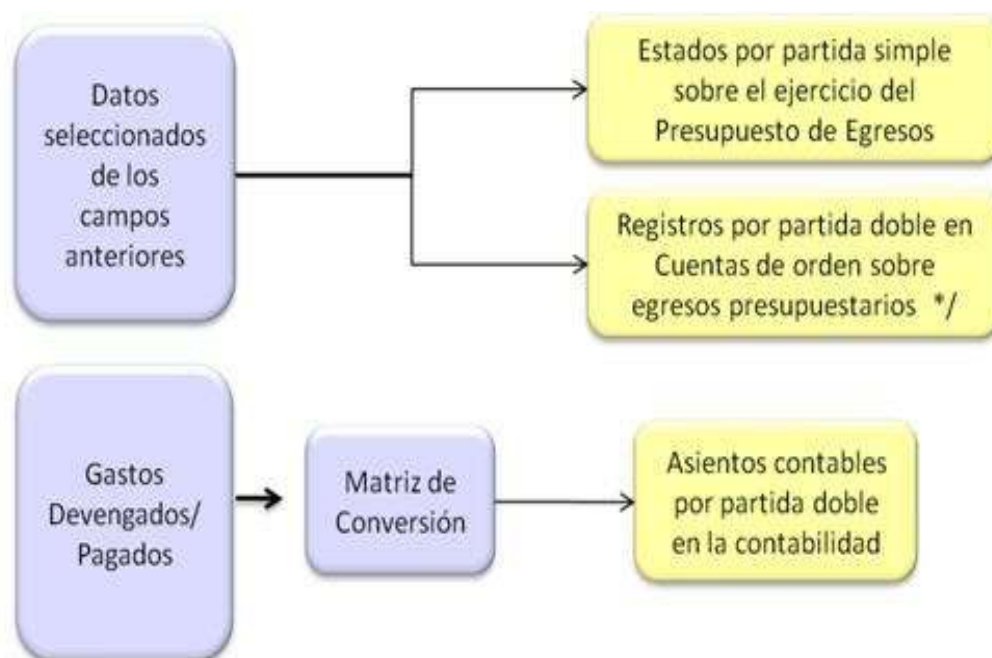 Datos
seleccionados
de los
campos
anteriores
Estados por partida simple
sobre el ejercicio del
Presupuesto de Egresos
Registros por partida doble en
Cuentas de orden sobre
egresos presupuestarios */
Gastos
Devengados/
Pagados
Matriz de
Conversión
Asientos contables
por partida doble
en la contabilidad